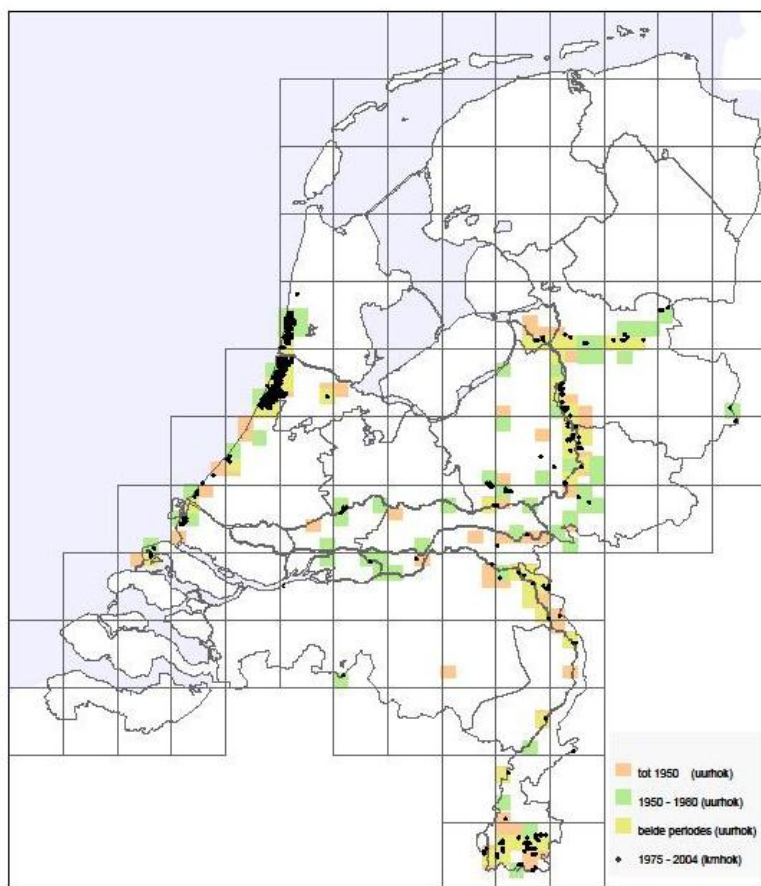 tot 1950 (uurhok)
1950 - 1980 (uurhok)
beide periodes (uurhok)
1975 - 2004 (kmhok)